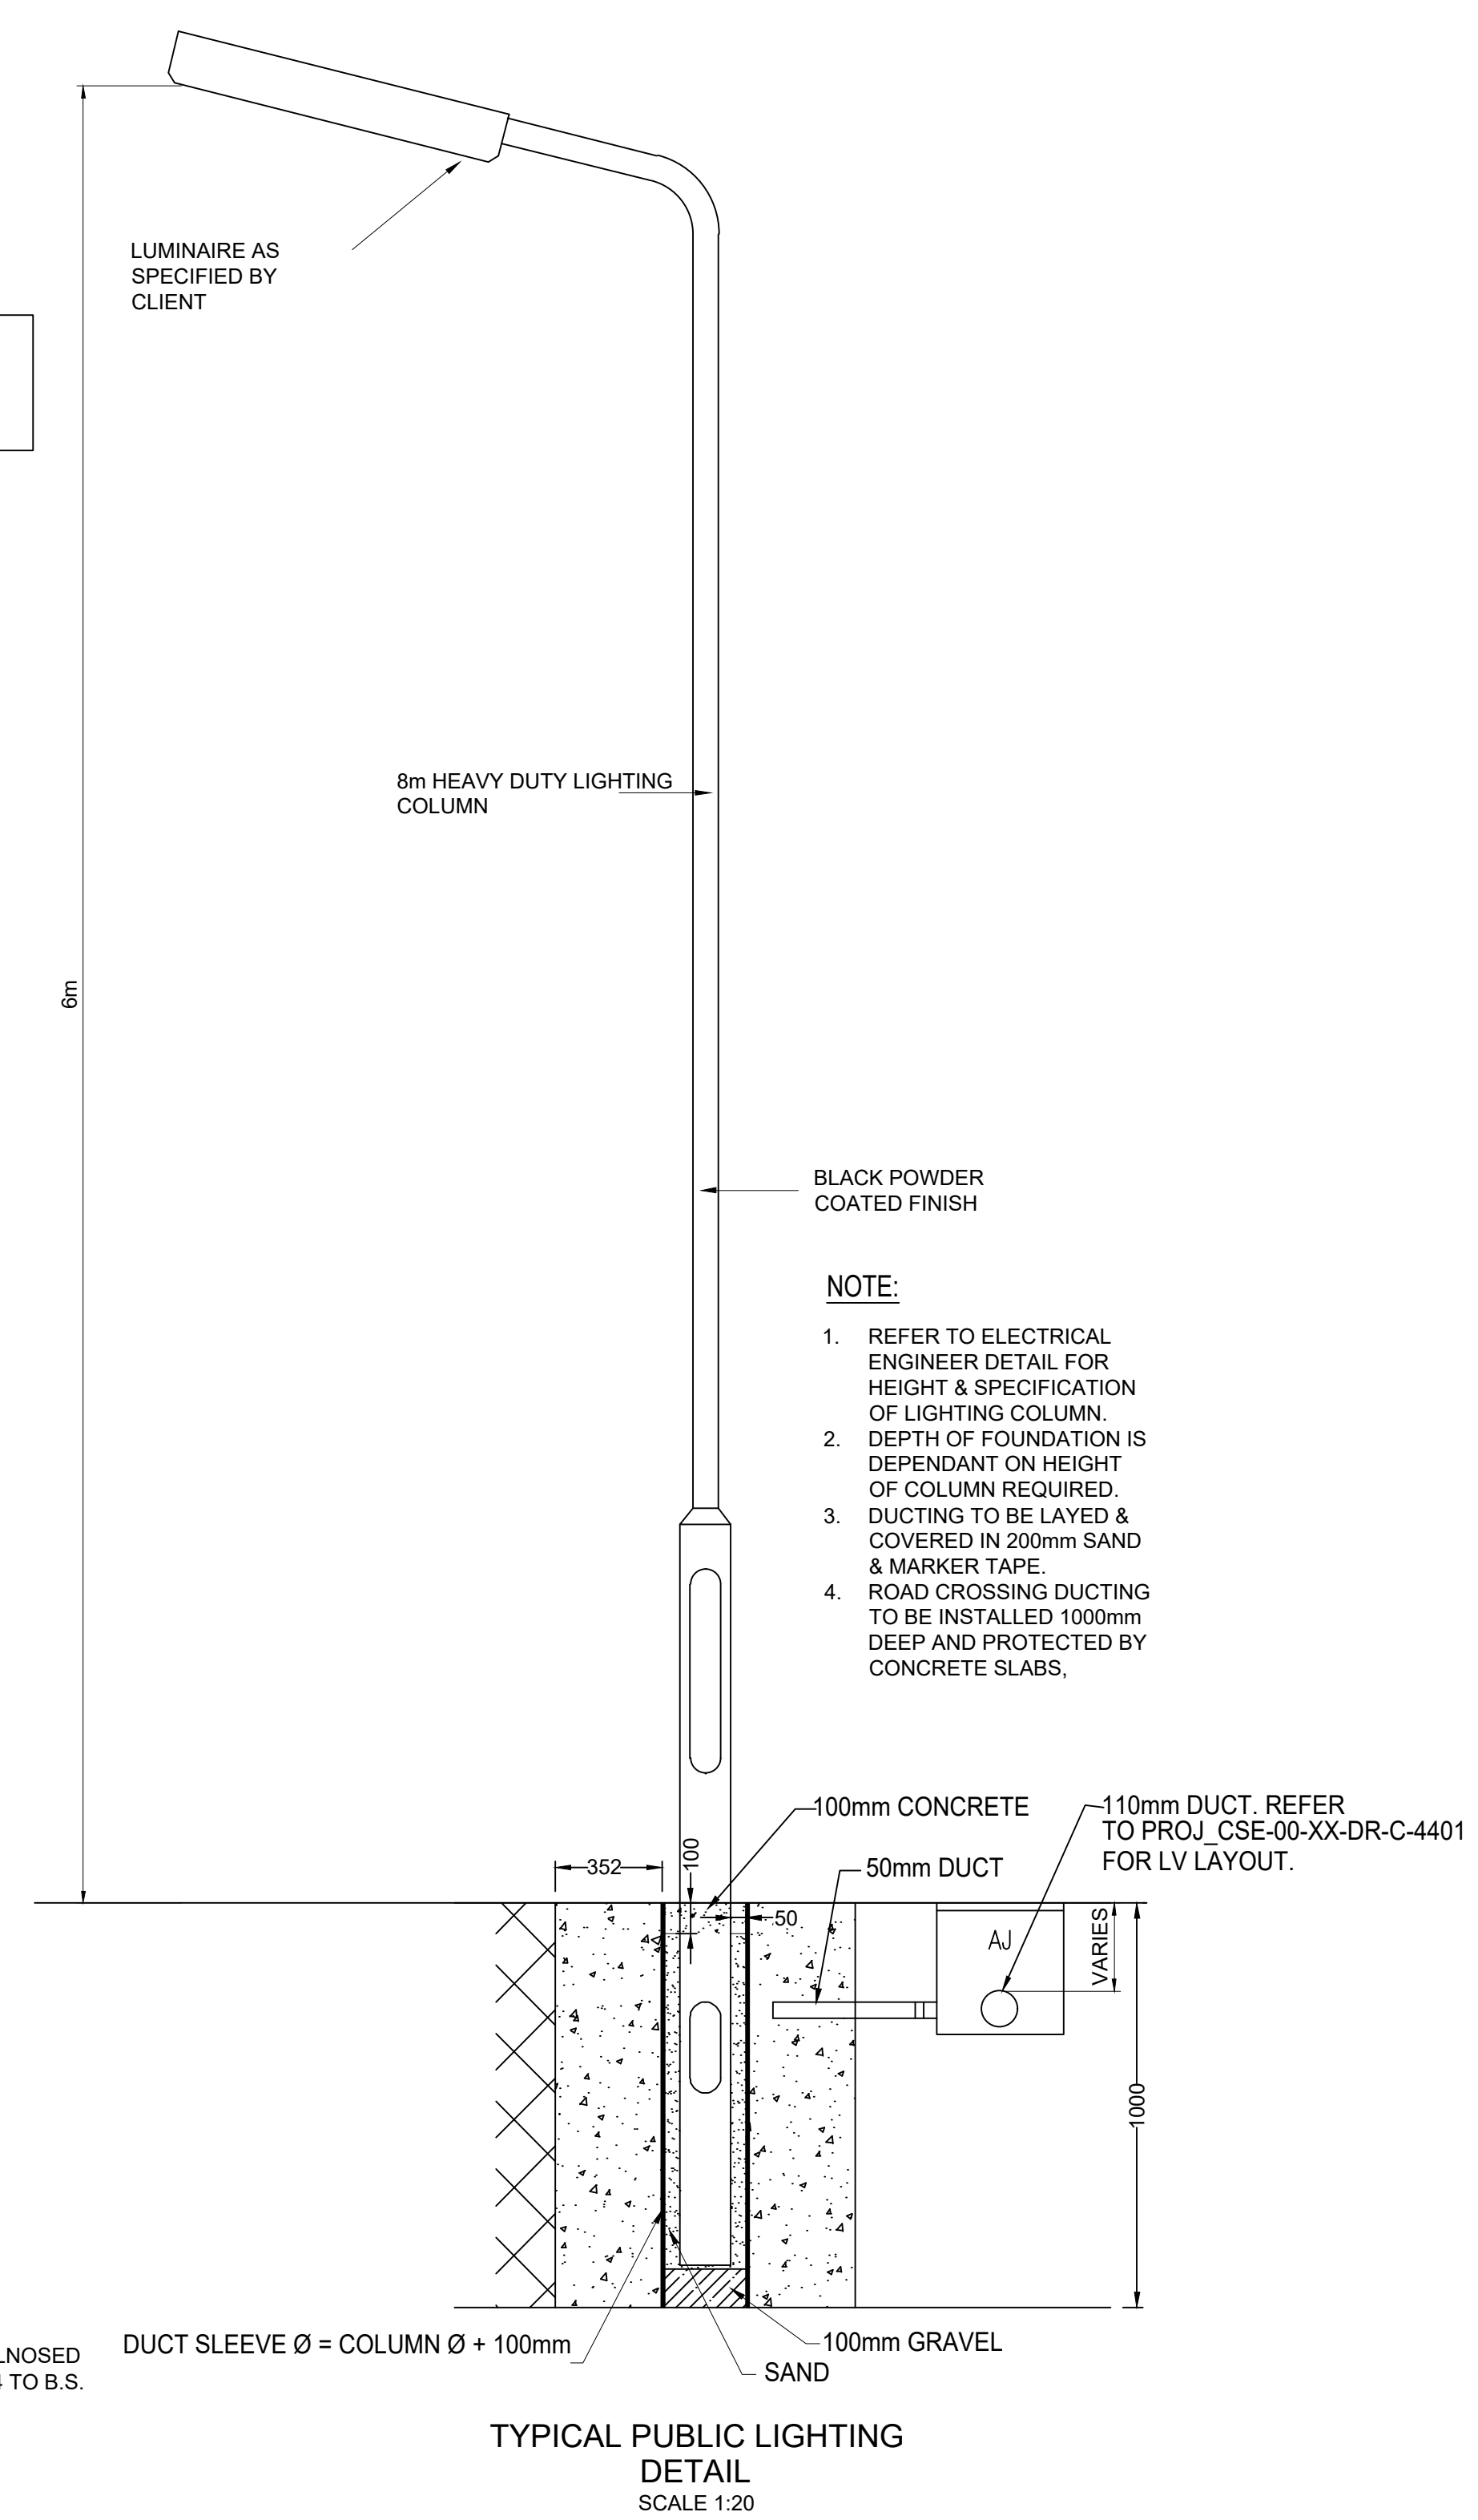 LUMINAIRE AS
SPECIFIED BY
CLIENT
8m HEAVY DUTY LIGHTING
COLUMN
6m
BLACK POWDER
COATED FINISH
NOTE:
1. REFER TO ELECTRICAL
ENGINEER DETAIL FOR
HEIGHT & SPECIFICATION
OF LIGHTING COLUMN.
2. DEPTH OF FOUNDATION IS
DEPENDANT ON HEIGHT
OF COLUMN REQUIRED.
3. DUCTING TO BE LAYED &
COVERED IN 200mm SAND
& MARKER TAPE.
4. ROAD CROSSING DUCTING
TO BE INSTALLED 1000mm
DEEP AND PROTECTED BY
CONCRETE SLABS,
100mm CONCRETE
110mm DUCT. REFER
TO PROJ_CSE-00-XX-DR-C-4401
FOR LV LAYOUT.
100
352
50mm DUCT
50
AJ
VARIES
1000
DUCT SLEEVE Ø = COLUMN Ø + 100mm
100mm GRAVEL
SAND
LNOSED
TO B.S.
TYPICAL PUBLIC LIGHTING
DETAIL
SCALE 1:20